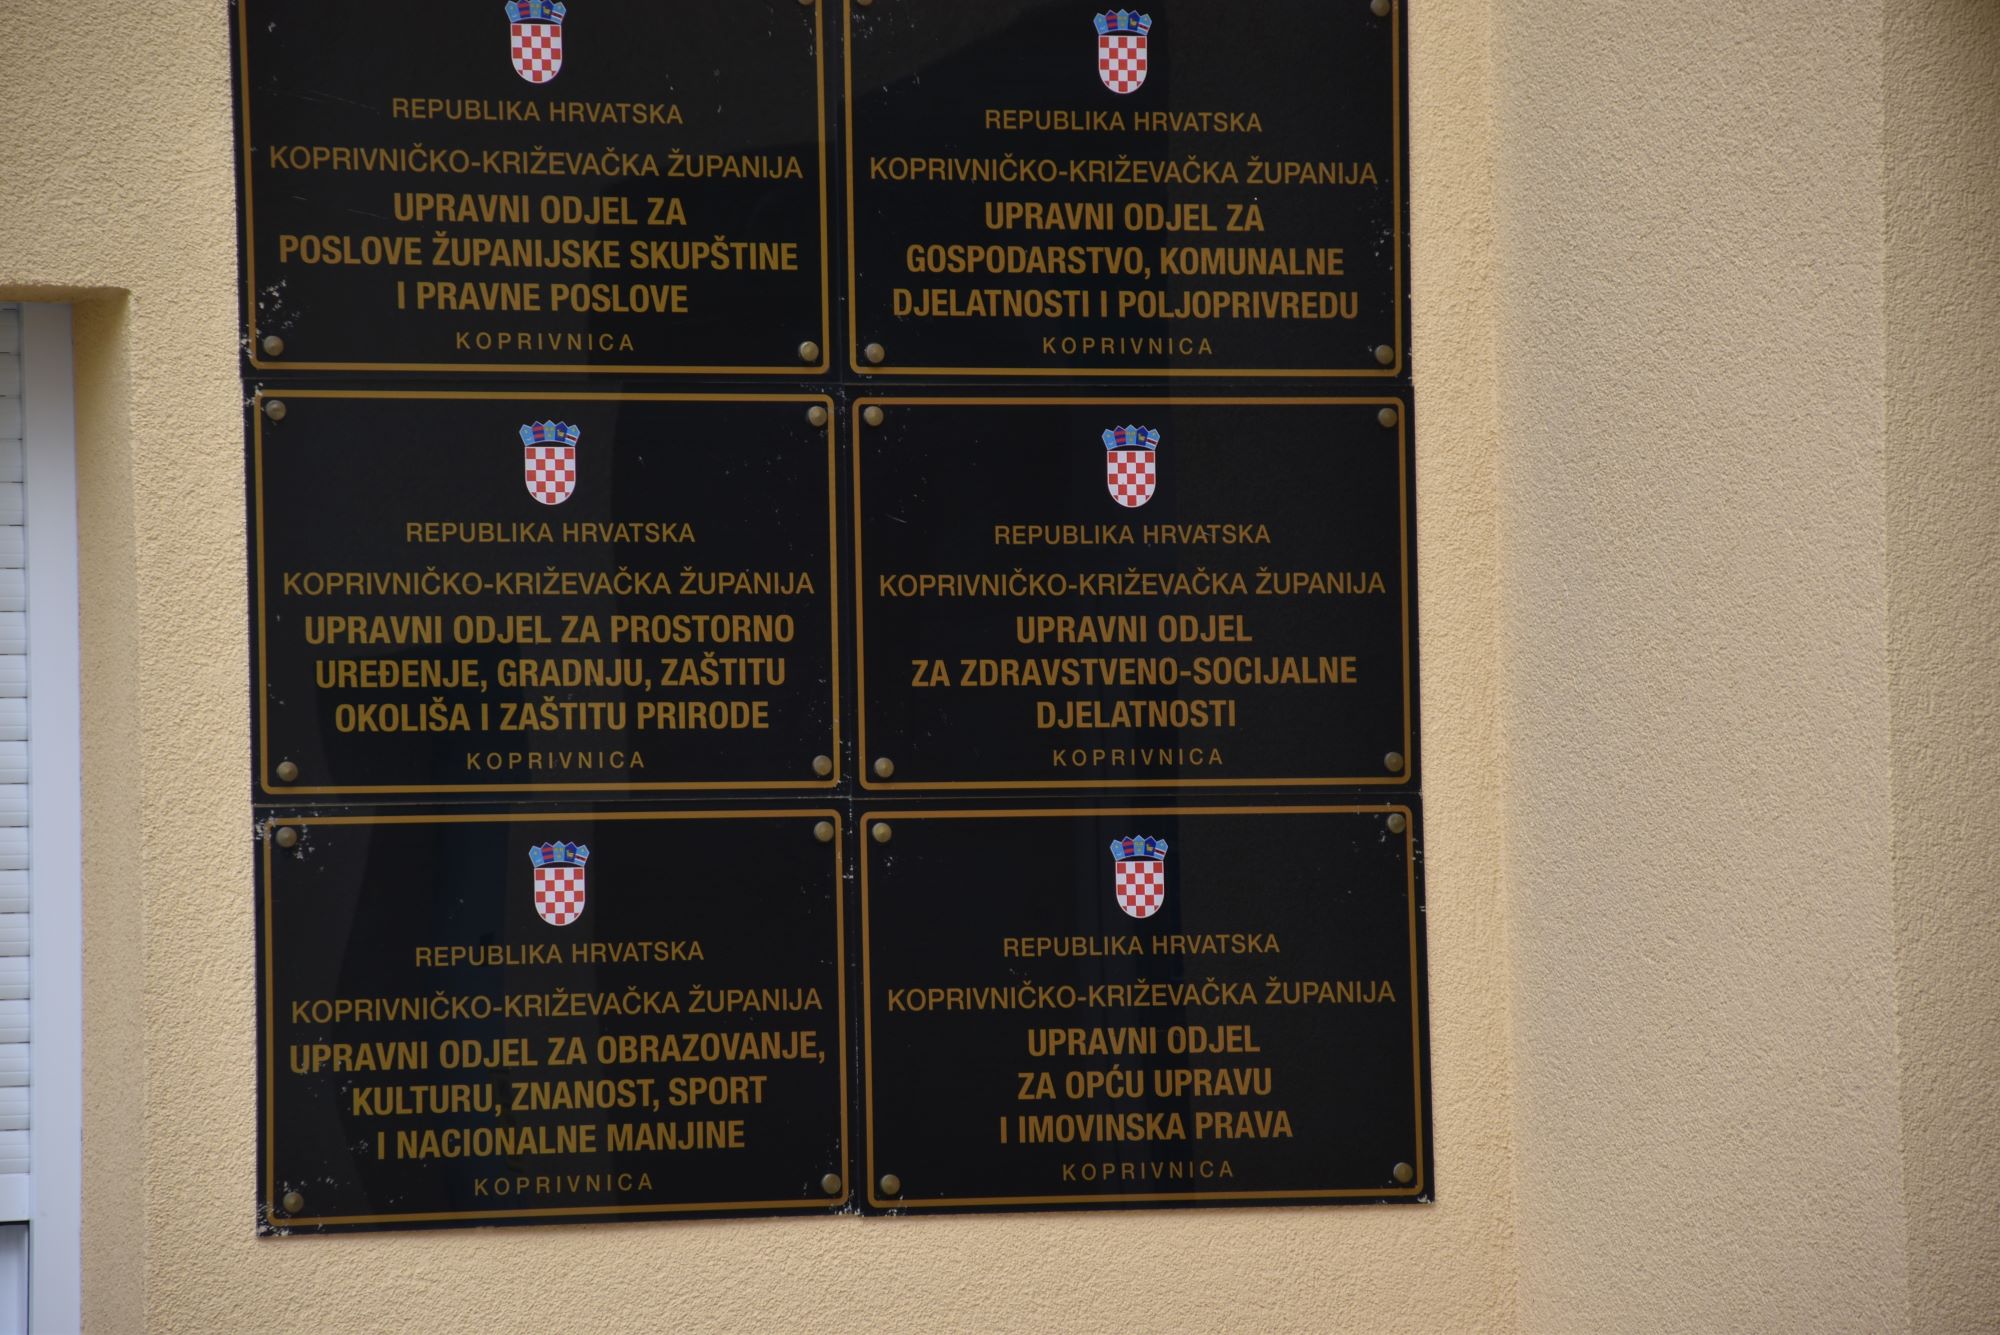 REPUBLIKA HRVATSKA
KOPRIVNIČKO-KRIŽEVAČKA ŽUPANIJA
UPRAVNI ODJEL ZA
POSLOVE ŽUPANIJSKE SKUPŠTINE
I PRAVNE POSLOVE
KOPRIVNICA
REPUBLIKA HRVATSKA
KOPRIVNIČKO-KRIŽEVAČKA ŽUPANIJA
UPRAVNI ODJEL ZA
GOSPODARSTVO, KOMUNALNE
DJELATNOSTI I POLJOPRIVREDU
KOPRIVNICA
REPUBLIKA HRVATSKA
KOPRIVNIČKO-KRIŽEVAČKA ŽUPANIJA
UPRAVNI ODJEL ZA PROSTORNO
UREĐENJE, GRADNJU, ZAŠTITU
OKOLIŠA I ZAŠTITU PRIRODE
KOPRIVNICA
REPUBLIKA HRVATSKA
KOPRIVNIČKO-KRIŽEVAČKA ŽUPANIJA
UPRAVNI ODJEL
ZA ZDRAVSTVENO-SOCIJALNE
DJELATNOSTI
KOPRIVNICA
REPUBLIKA HRVATSKA
KOPRIVNIČKO-KRIŽEVAČKA ŽUPANIJA
UPRAVNI ODJEL ZA OBRAZOVANJE,
KULTURU, ZNANOST, SPORT
I NACIONALNE MANJINE
KOPRIVNICA
REPUBLIKA HRVATSKA
KOPRIVNIČKO-KRIŽEVAČKA ŽUPANIJA
UPRAVNI ODJEL
ZA OPĆU UPRAVU
I IMOVINSKA PRAVA
KOPRIVNICA